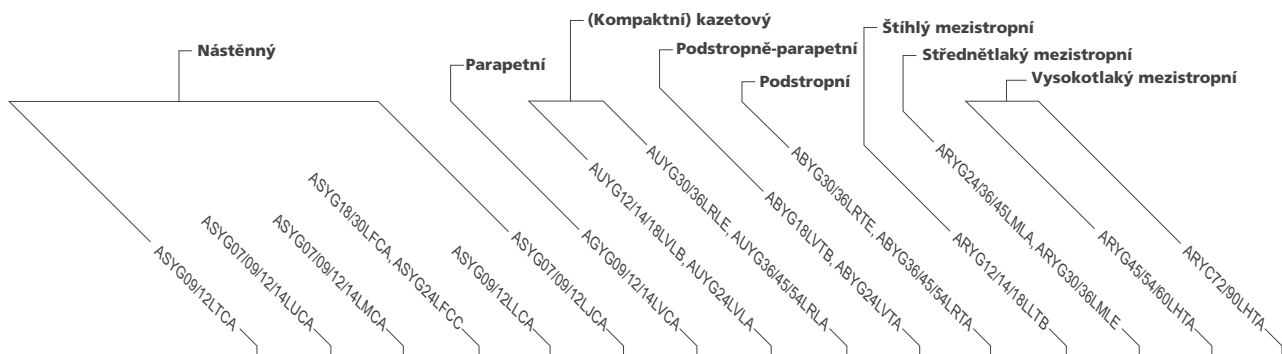 (Kompaktní) kazetový
Štíhlý mezistropní
Nástěnný
Podstropně-parapetní
Střednětlaký mezistropní
Parapetní
Podstropní
Vysokotlaký mezistropní
ASYG09/12LTCA
ASYG07/09/12/14LUCA
ASYG07/09/12/14LMCA
ASYG18/30LFCA, ASYG24LFCC
ASYG09/12LLCA
ASYG07/09/12LJCA
AGYG09/12/14LVCA
AUYG12/14/18LVLB, AUYG24LVLA
AUYG30/36LRLE, AUYG36/45/54LRLA
ABYG18LVTB, ABYG24LVTA
ABYG30/36LRTE, ABYG36/45/54LRTA
ARYG12/14/18LLTB
ARYG24/36/45LMLA, ARYG30/36LMLE
ARYG45/54/60LHTA
ARYC72/90LHTA